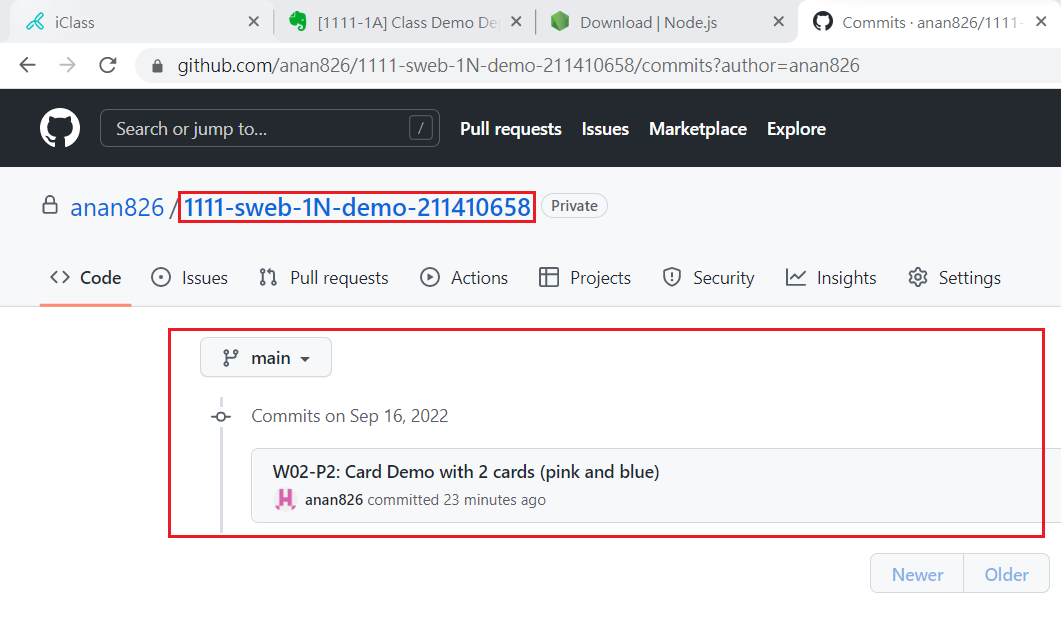 iClass
[1111-1A] Class Demo De
Download | Node.js
Commits · anan826/1111-
github.com/anan826/1111-sweb-1N-demo-211410658/commits?author=anan826
Search or jump to...
/
Pull requests
Issues
Marketplace
Explore
anan826 / 1111-sweb-1N-demo-211410658
Private
Code
Issues
Pull requests
Actions
Projects
Security
Insights
Settings
main
Commits on Sep 16, 2022
W02-P2: Card Demo with 2 cards (pink and blue)
anan826 committed 23 minutes ago
Newer
Older